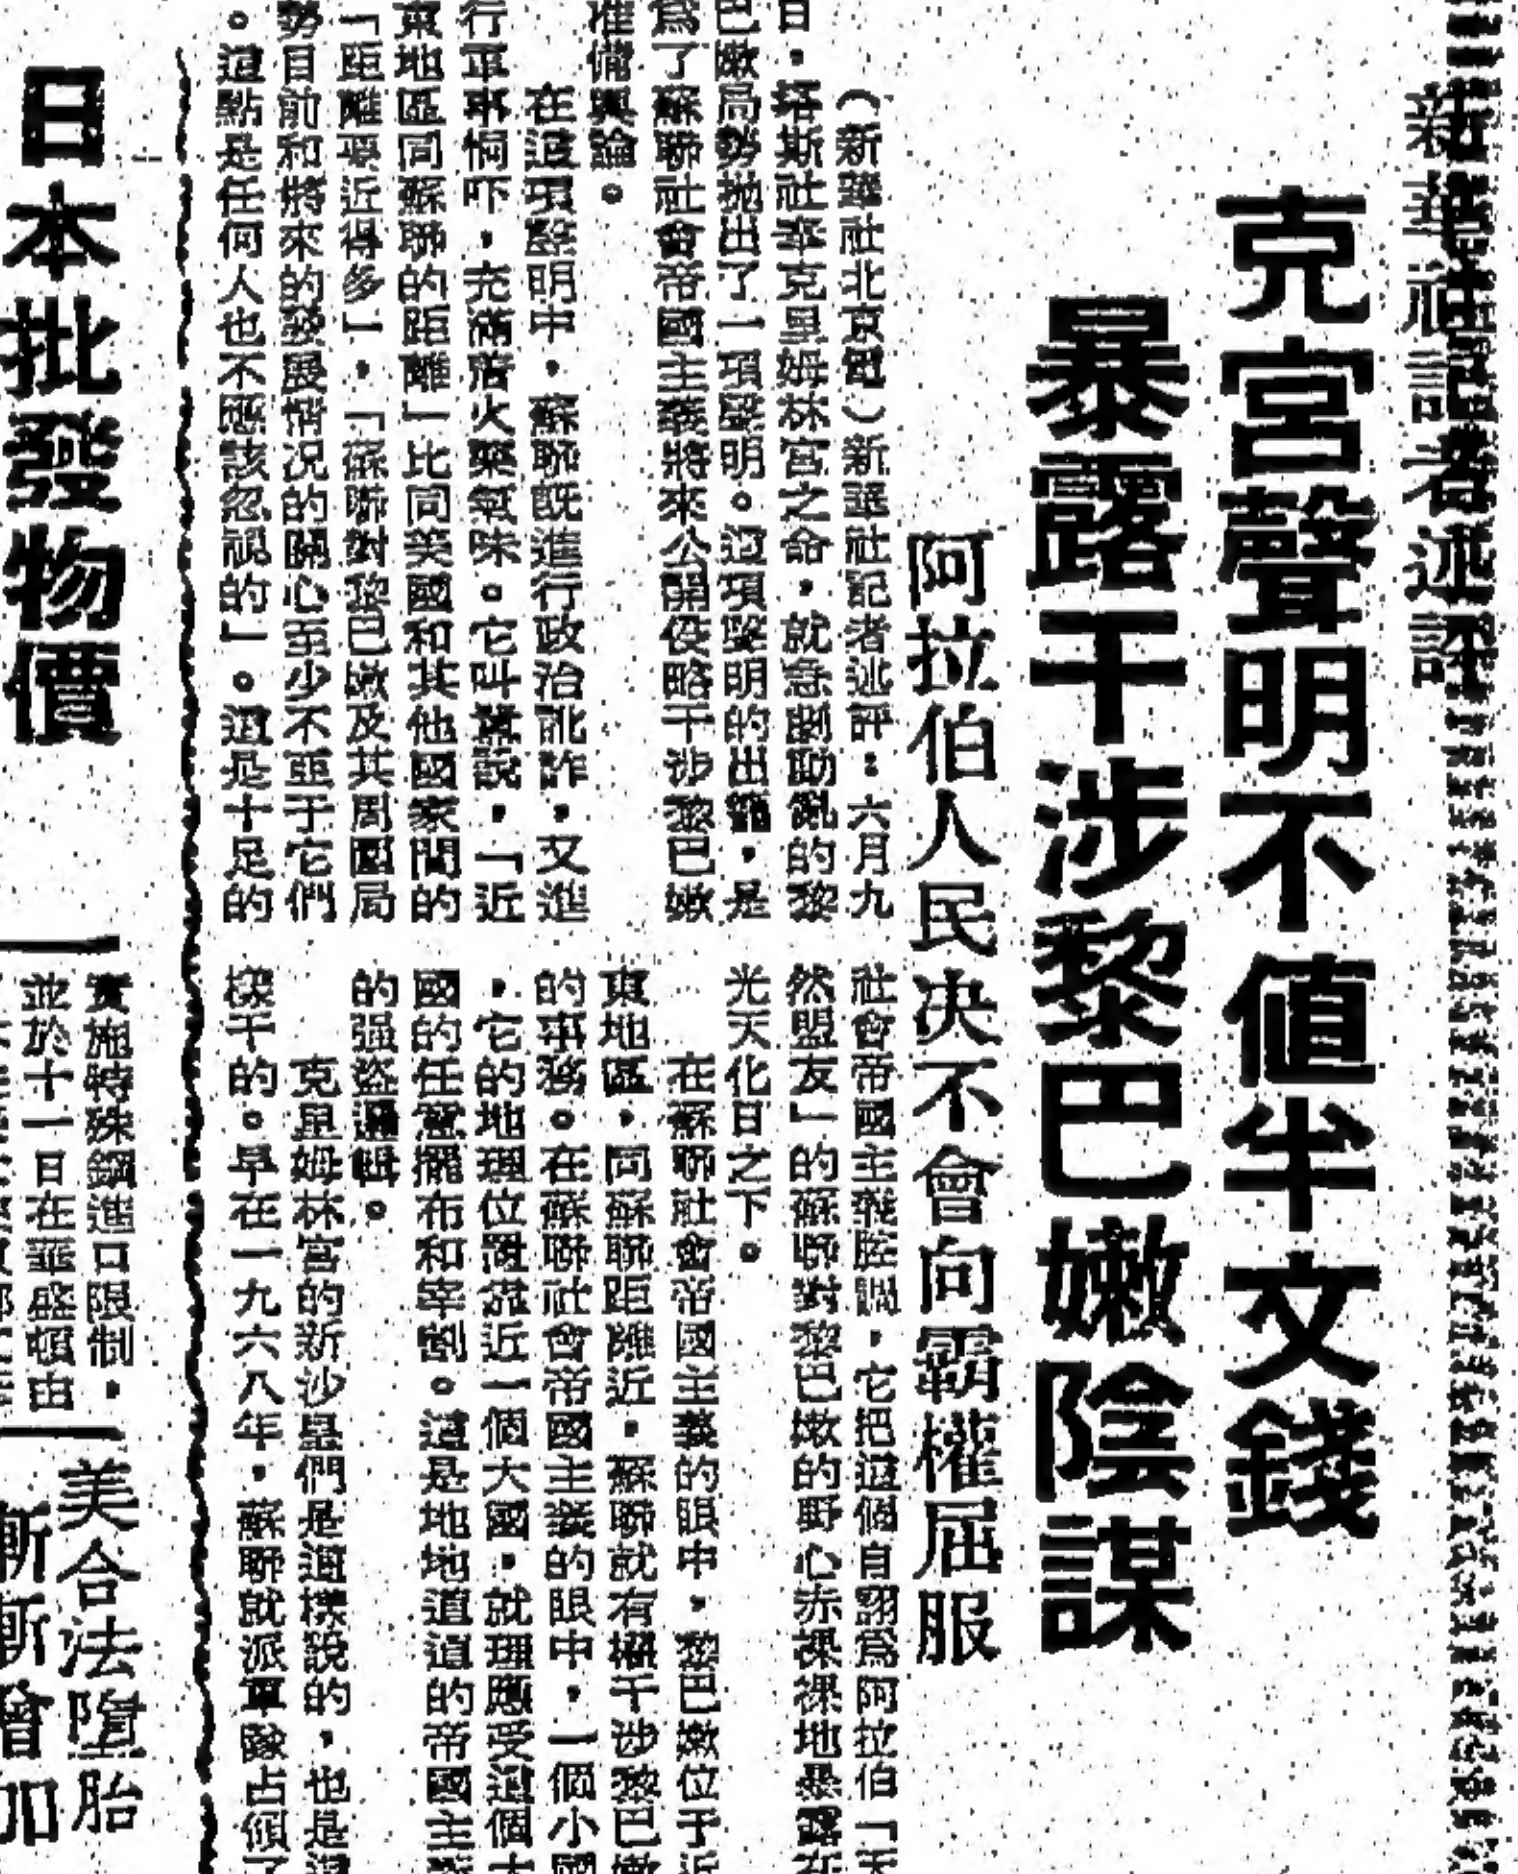 新華社記者述評
克宮聲明不值半文錢
暴露干涉黎巴嫩陰謀
阿拉伯人民決不會向霸權屈服
（新華社北京電）新華社記者述評：六月九
日，塔斯社奉克里姆林宮之命，就急劇動亂的黎
巴嫩局勢拋出了一項聲明。這項聲明的出籠，是
爲了蘇聯社會帝國主義將來公開侵略干涉黎巴嫩
准備輿論。
在這項聲明中，蘇聯既進行政治訛詐，又進
行軍事恫吓，充滿著火藥氣味。它叫囂說，「近
東地區同蘇聯的距離」比同美國和其他國家間的
「距離要近得多」，「蘇聯對黎巴嫩及其周圍局
勢目前和將來的發展情况的關心至少不亞于它們
。這點是任何人也不應該忽視的」。這是十足的
社會帝國主義腔調，它把這個自詡爲阿拉伯「天
然盟友」的蘇聯對黎巴嫩的野心赤裸裸地暴露在
光天化日之下。
在蘇聯社會帝國主義的眼中，黎巴嫩位于近
東地區，同蘇聯距離近，蘇聯就有權干涉黎巴嫩
的事務。在蘇聯社會帝國主義的眼中，一個小國
，它的地理位置靠近一個大國，就理應受這個大
國的任意擺布和宰割。這是地地道道的帝國主義
的强盜邏輯。
克里姆林宮的新沙皇們是這樣說的，也是這
樣干的。早在一九六八年，蘇聯就派軍隊占領了
日本批發物價
實施特殊鋼進口限制，
並於十一日在華盛頓由
美合法墮胎
漸漸增加